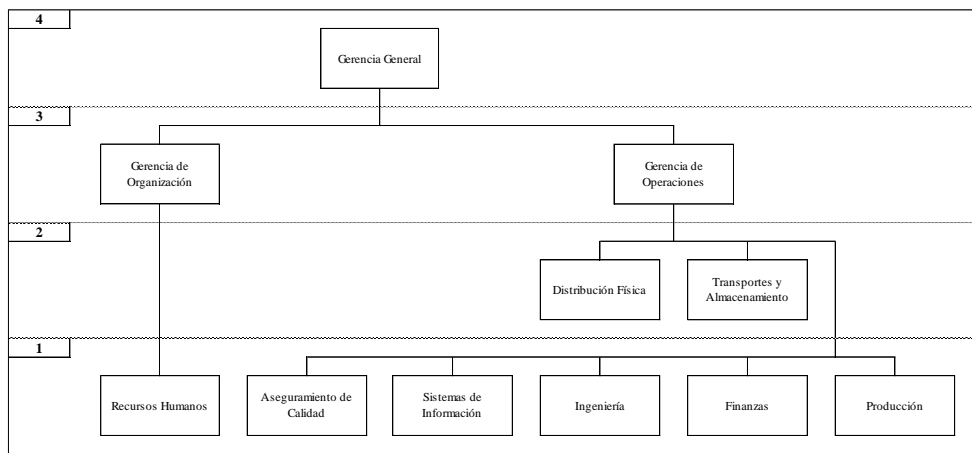 4
Gerencia General
3
Gerencia de
Organización
Gerencia de
Operaciones
2
Distribución Física
Transportes y
Almacenamiento
1
Recursos Humanos
Aseguramiento de
Calidad
Sistemas de
Información
Ingeniería
Finanzas
Producción